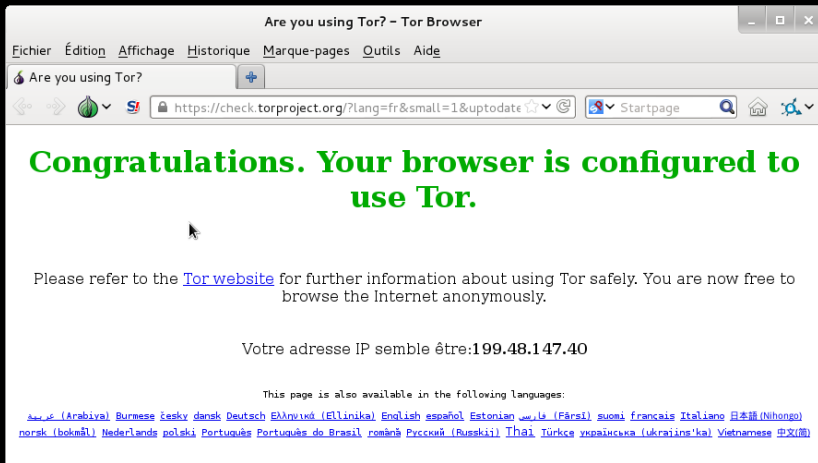 Are you using Tor? – Tor Browser
Fichier Édition Affichage Historique Marque-pages Outils Aide
Are you using Tor?
S! https://check.torproject.org/?lang=fr&small=1&uptodate Startpage
Congratulations. Your browser is configured to
use Tor.
Please refer to the Tor website for further information about using Tor safely. You are now free to
browse the Internet anonymously.
Votre adresse IP semble être:199.48.147.40
This page is also available in the following languages:
عربية (Arabiya) Burmese česky dansk Deutsch Ελληνικά (Ellinika) English español Estonian فارسی (Fārsī) suomi français Italiano 日本語 (Nihongo)
norsk (bokmål) Nederlands polski Português Português do Brasil română Русский (Russkij) Thai Türkçe українська (ukrajins'ka) Vietnamese 中文(简)